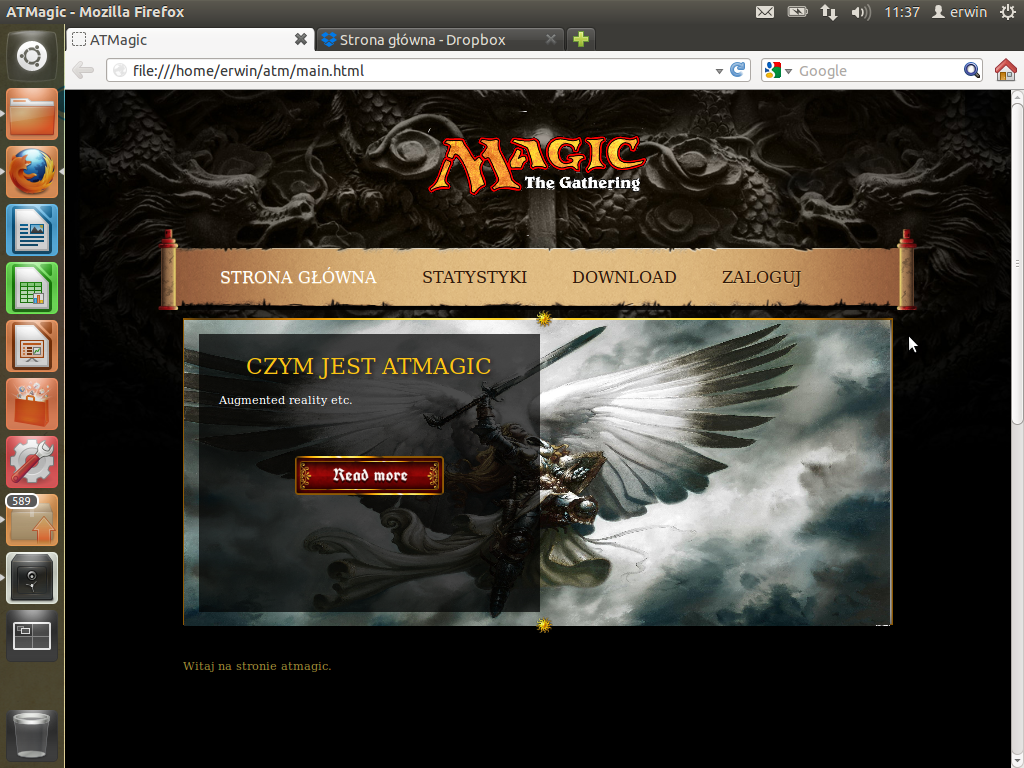 ATMagic - Mozilla Firefox
11:37
erwin
ATMagic
Strona główna - Dropbox
file:///home/erwin/atm/main.html
Google
MAGIC
The Gathering
STRONA GŁÓWNA
STATYSTYKI
DOWNLOAD
ZALOGUJ
CZYM JEST ATMAGIC
Augmented reality etc.
Read more
589
Witaj na stronie atmagic.